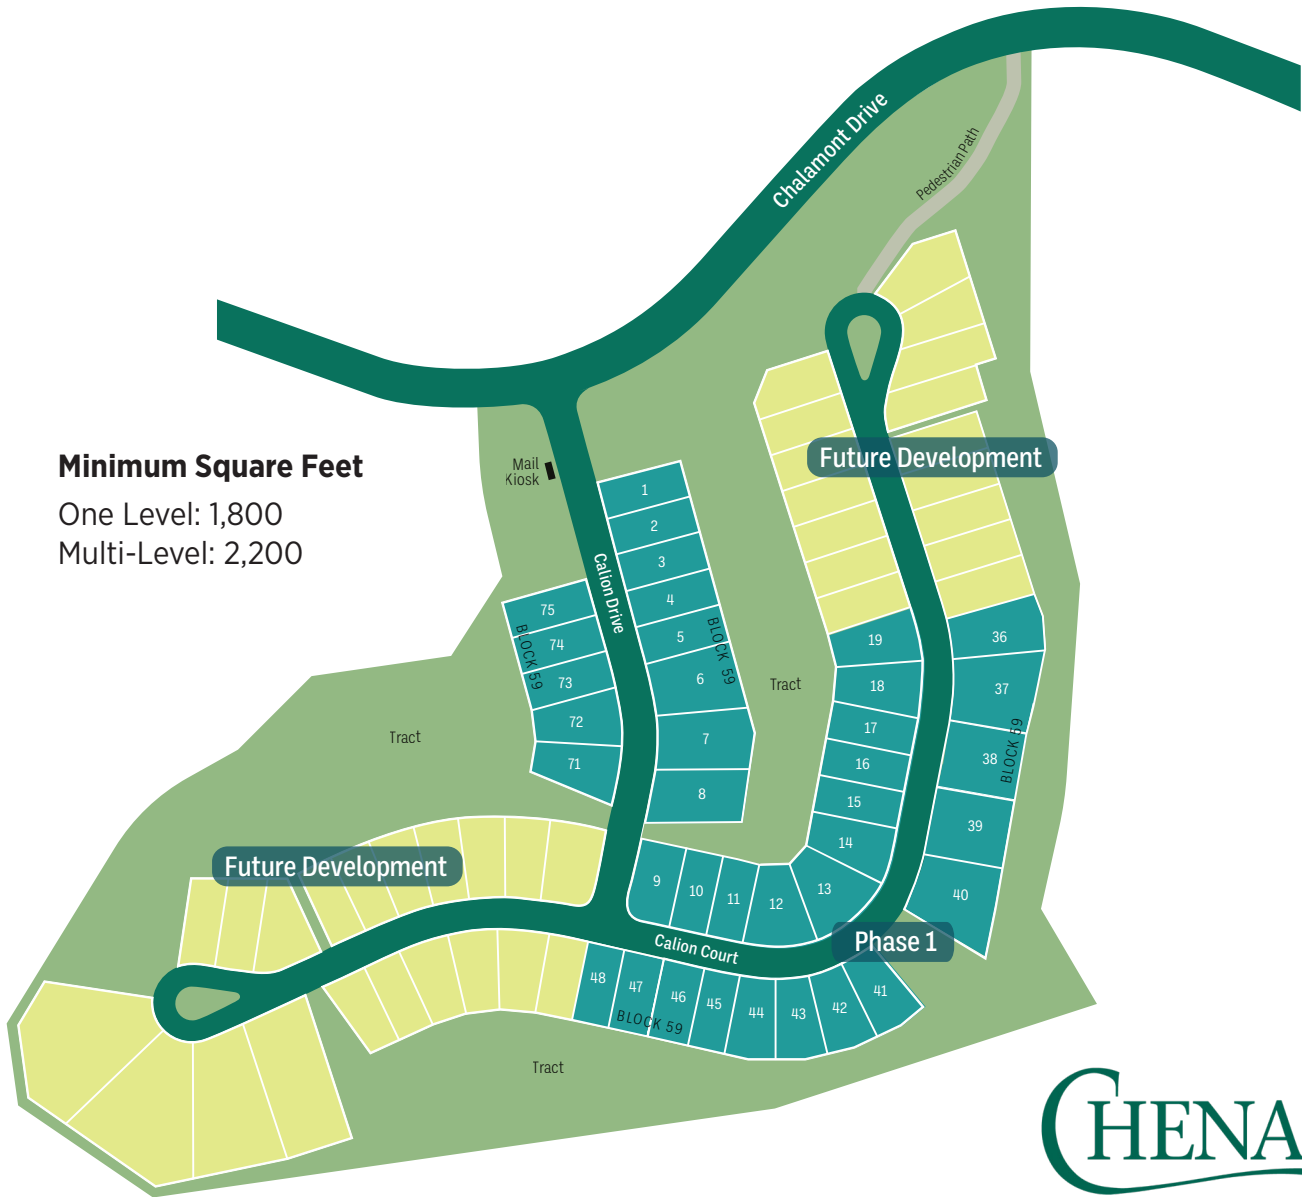 Chalamont Drive
Pedestrian Path
Minimum Square Feet
One Level: 1,800
Multi-Level: 2,200
Mail
Kiosk
Future Development
Calion Drive
1
2
3
4
5
6
7
8
BLOCK 59
75
74
73
72
71
BLOCK 59
Tract
Tract
19
18
17
16
15
14
13
12
11
10
9
36
37
38
39
40
BLOCK 59
Future Development
Calion Court
Phase 1
48
47
46
45
44
43
42
41
BLOCK 59
Tract
CHENA